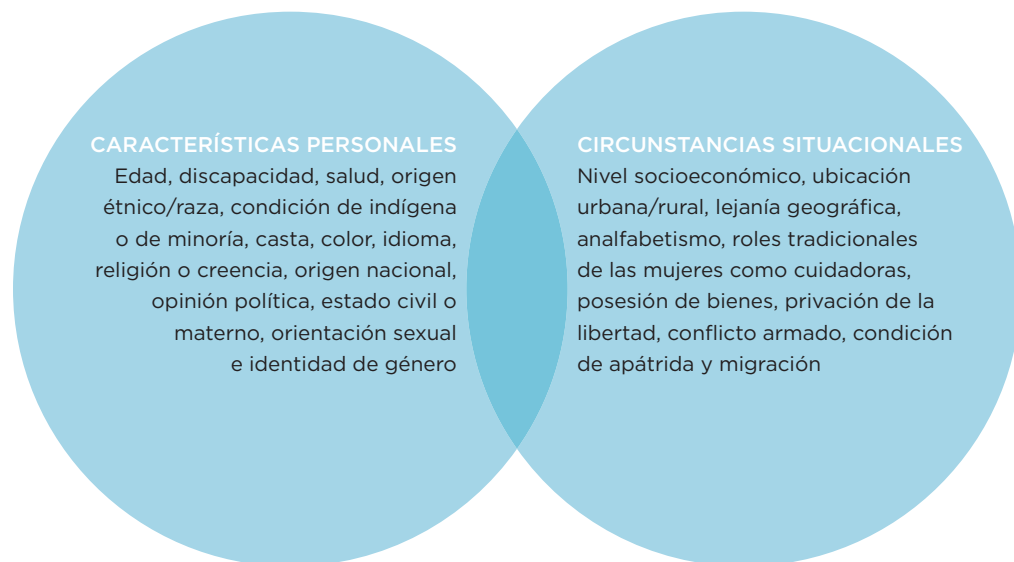 CARACTERÍSTICAS PERSONALES
Edad, discapacidad, salud, origen
étnico/raza, condición de indígena
o de minoría, casta, color, idioma,
religión o creencia, origen nacional,
opinión política, estado civil o
materno, orientación sexual
e identidad de género
CIRCUNSTANCIAS SITUACIONALES
Nivel socioeconómico, ubicación
urbana/rural, lejanía geográfica,
analfabetismo, roles tradicionales
de las mujeres como cuidadoras,
posesión de bienes, privación de la
libertad, conflicto armado, condición
de apátrida y migración